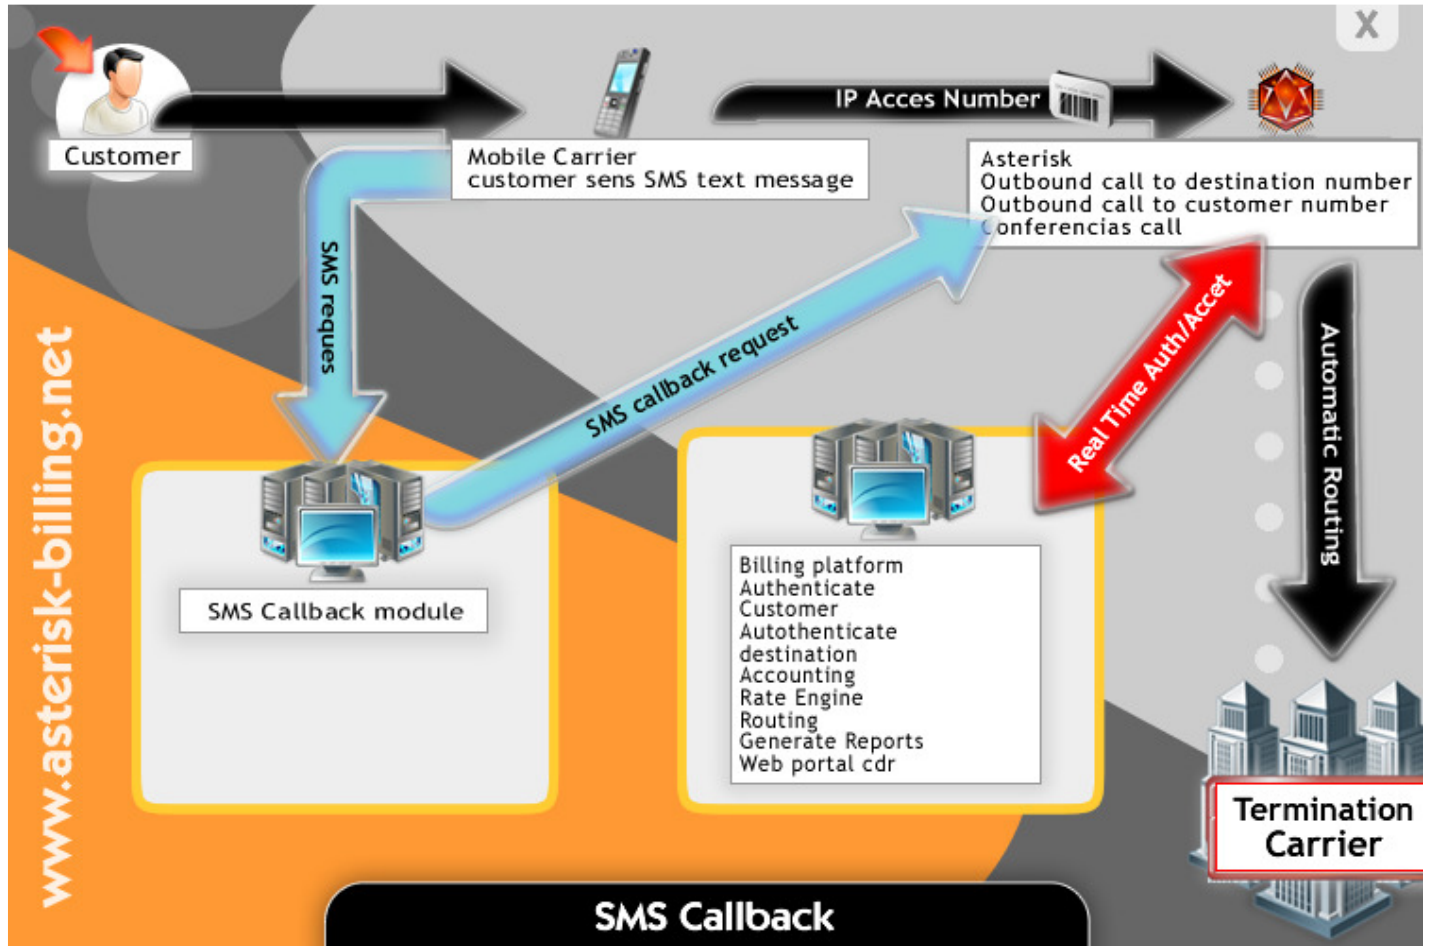 X
Customer
Mobile Carrier
customer sens SMS text message
IP Acces Number
Asterisk
Outbound call to destination number
Outbound call to customer number
Conferencias call
SMS reques
SMS callback request
Real Time Auth/Accet
Automatic Routing
SMS Callback module
Billing platform
Authenticate
Customer
Autothenticate
destination
Accounting
Rate Engine
Routing
Generate Reports
Web portal cdr
Termination
Carrier
www.asterisk-billing.net
SMS Callback